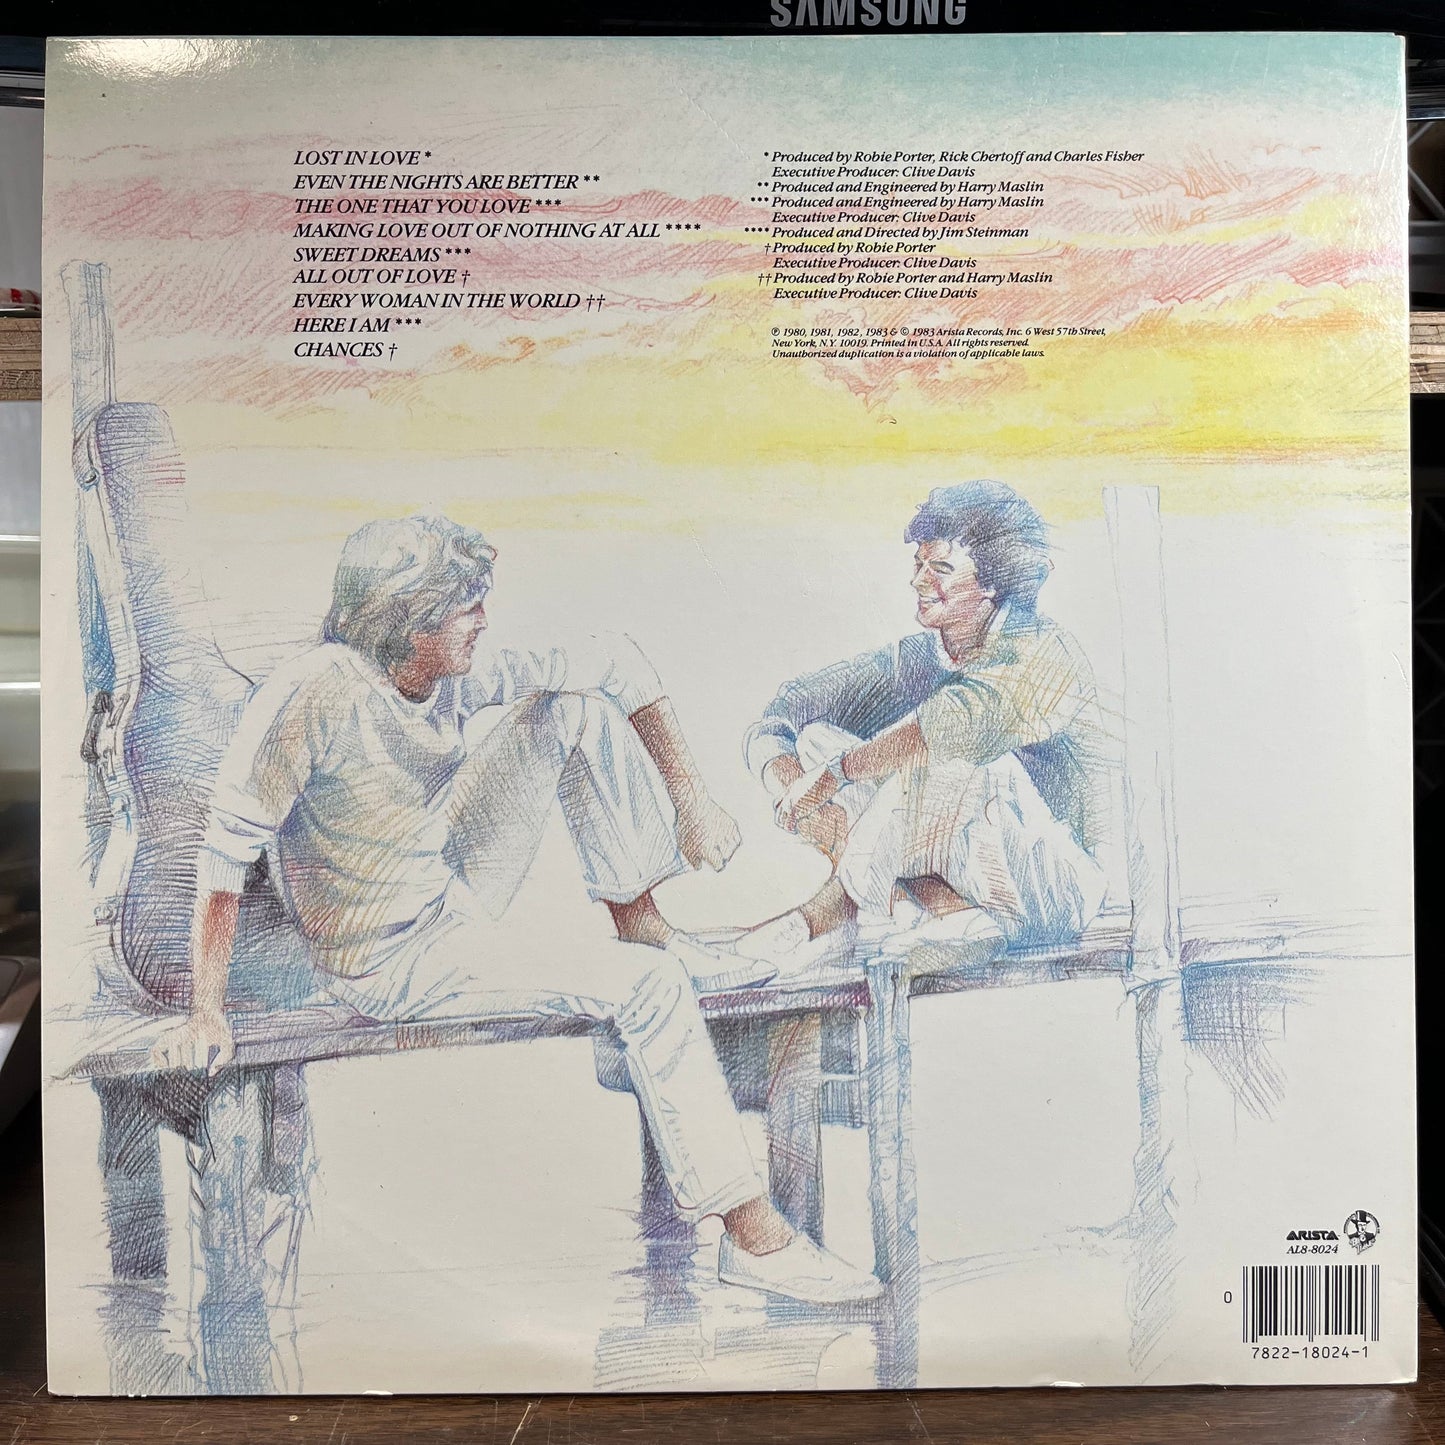 SAMSUNG
LOST IN LOVE *
EVEN THE NIGHTS ARE BETTER **
THE ONE THAT YOU LOVE ***
MAKING LOVE OUT OF NOTHING AT ALL ****
SWEET DREAMS ***
ALL OUT OF LOVE †
EVERY WOMAN IN THE WORLD ††
HERE I AM ***
CHANCES †
* Produced by Robie Porter, Rick Chertoff and Charles Fisher
Executive Producer: Clive Davis
** Produced and Engineered by Harry Maslin
*** Produced and Engineered by Harry Maslin
Executive Producer: Clive Davis
**** Produced and Directed by Jim Steinman
† Produced by Robie Porter
Executive Producer: Clive Davis
†† Produced by Robie Porter and Harry Maslin
Executive Producer: Clive Davis
℗ 1980, 1981, 1982, 1983 & © 1983 Arista Records, Inc. 6 West 57th Street,
New York, N.Y. 10019. Printed in U.S.A. All rights reserved.
Unauthorized duplication is a violation of applicable laws.
ARISTA
AL8-8024
0
7822-18024-1